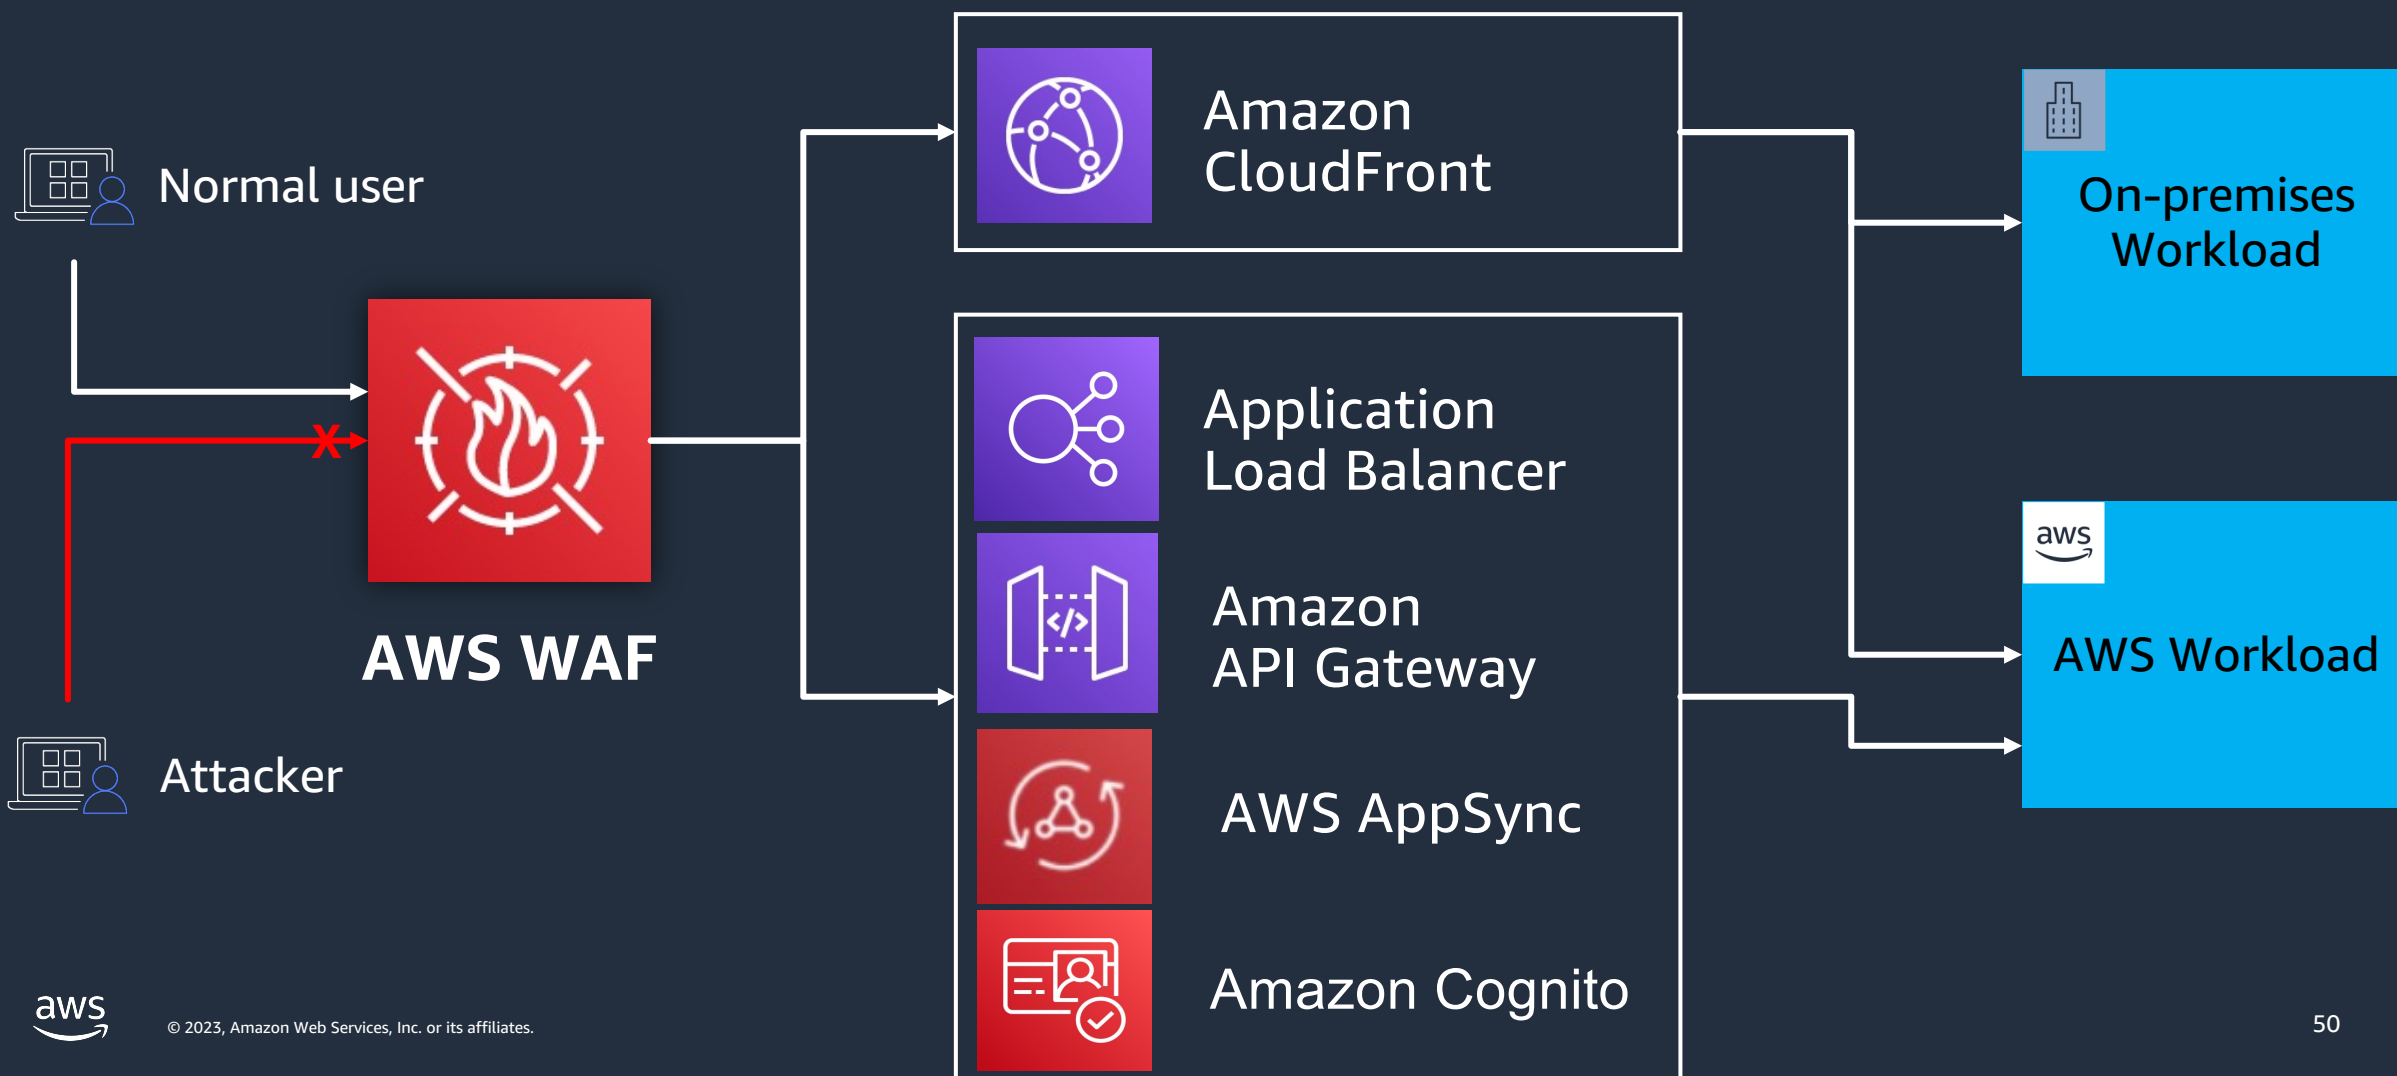 Normal user
X
AWS WAF
Attacker
Amazon
CloudFront
Application
Load Balancer
</>
Amazon
API Gateway
AWS AppSync
Amazon Cognito
On-premises
Workload
aws
AWS Workload
aws
© 2023, Amazon Web Services, Inc. or its affiliates.
50